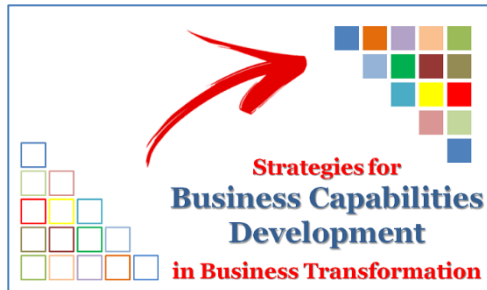 Strategies for
Business Capabilities
Development
in Business Transformation